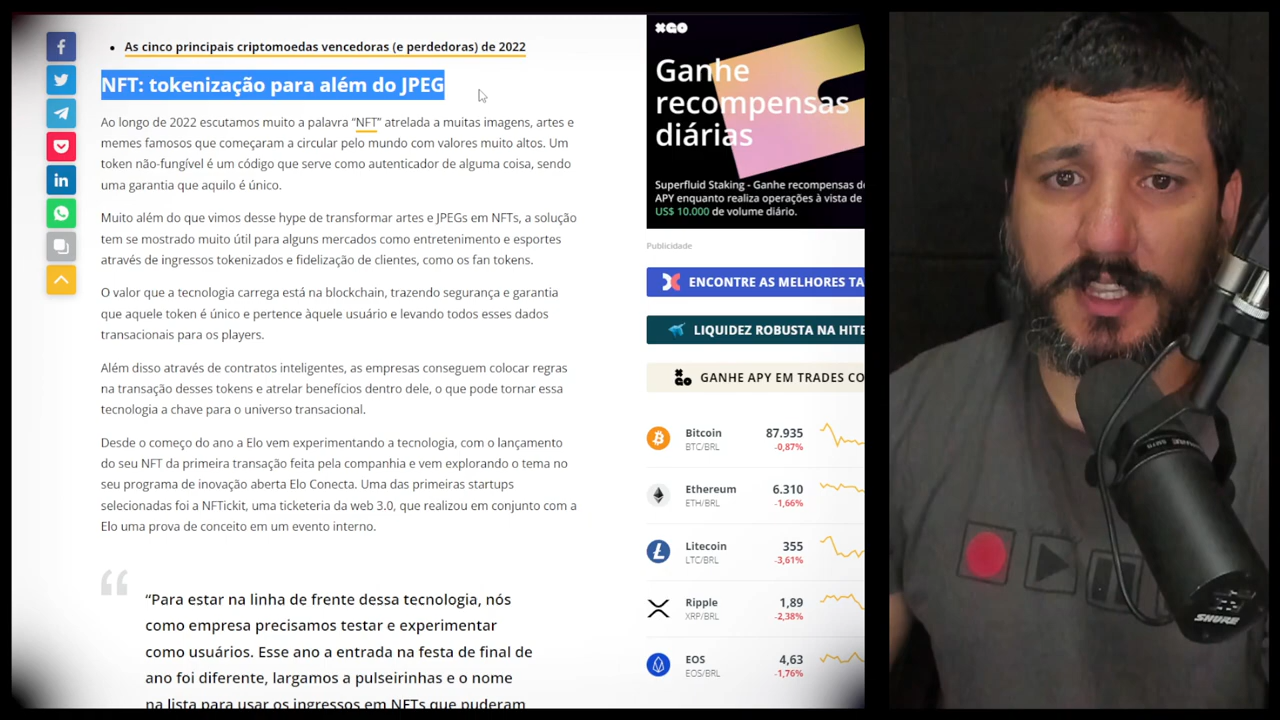 As cinco principais criptomoedas vencedoras (e perdedoras) de 2022
NFT: tokenização para além do JPEG
Ao longo de 2022 escutamos muito a palavra “NFT” atrelada a muitas imagens, artes e
memes famosos que começaram a circular pelo mundo com valores muito altos. Um
token não-fungível é um código que serve como autenticador de alguma coisa, sendo
uma garantia que aquilo é único.
Muito além do que vimos desse hype de transformar artes e JPEGs em NFTs, a solução
tem se mostrado muito útil para alguns mercados como entretenimento e esportes
através de ingressos tokenizados e fidelização de clientes, como os fan tokens.
O valor que a tecnologia carrega está na blockchain, trazendo segurança e garantia
que aquele token é único e pertence àquele usuário e levando todos esses dados
transacionais para os players.
Além disso através de contratos inteligentes, as empresas conseguem colocar regras
na transação desses tokens e atrelar benefícios dentro dele, o que pode tornar essa
tecnologia a chave para o universo transacional.
Desde o começo do ano a Elo vem experimentando a tecnologia, com o lançamento
do seu NFT da primeira transação feita pela companhia e vem explorando o tema no
seu programa de inovação aberta Elo Conecta. Uma das primeiras startups
selecionadas foi a NFTickit, uma ticketeria da web 3.0, que realizou em conjunto com a
Elo uma prova de conceito em um evento interno.
“Para estar na linha de frente dessa tecnologia, nós
como empresa precisamos testar e experimentar
como usuários. Esse ano a entrada na festa de final de
ano foi diferente, largamos a pulseirinhas e o nome
na lista para usar os ingressos em NFTs que puderam
Ganhe
recompensas
diárias
Superfluid Staking - Ganhe recompensas de
APY enquanto realiza operações à vista de
US$ 10.000 de volume diário.
Publicidade
ENCONTRE AS MELHORES TA
LIQUIDEZ ROBUSTA NA HITE
GANHE APY EM TRADES CO
Bitcoin 87.935
BTC/BRL -0,87%
Ethereum 6.310
ETH/BRL -1,66%
Litecoin 355
LTC/BRL -3,61%
Ripple 1,89
XRP/BRL -2,38%
EOS 4,63
EOS/BRL -1,76%
SHURE